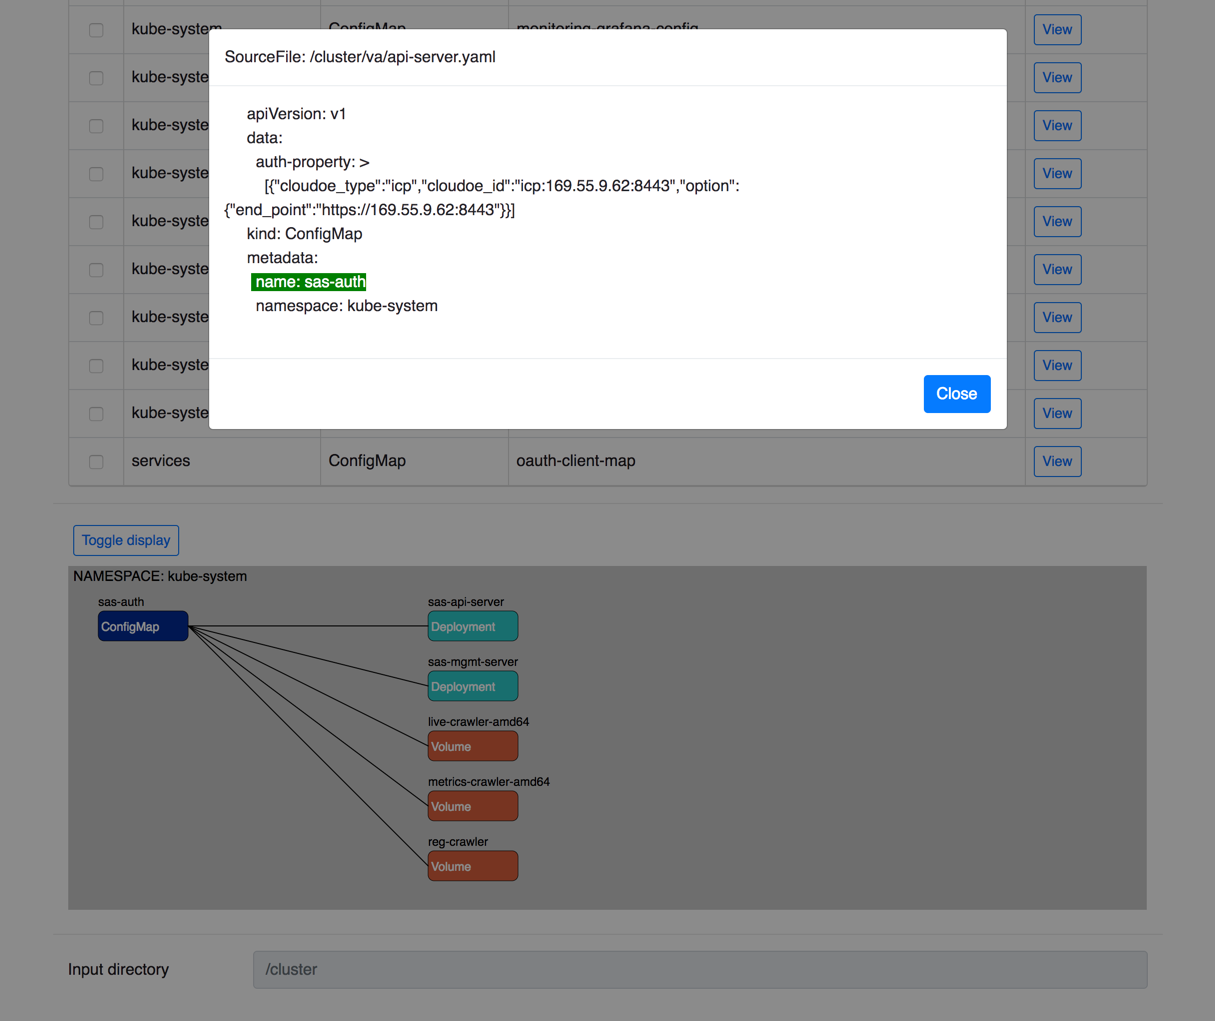 kube-system ConfigMap monitoring-grafana-config View
SourceFile: /cluster/va/api-server.yaml
kube-syste View
apiVersion: v1
kube-syste View
data:
auth-property: >
kube-syste View
[{"cloudoe_type":"icp","cloudoe_id":"icp:169.55.9.62:8443","option":
{"end_point":"https://169.55.9.62:8443"}}]
kube-syste View
kind: ConfigMap
metadata:
kube-syste View
name: sas-auth
namespace: kube-system
kube-syste View
kube-syste View
Close
kube-syste View
services ConfigMap oauth-client-map View
Toggle display
NAMESPACE: kube-system
sas-auth
ConfigMap
sas-api-server
Deployment
sas-mgmt-server
Deployment
live-crawler-amd64
Volume
metrics-crawler-amd64
Volume
reg-crawler
Volume
Input directory /cluster